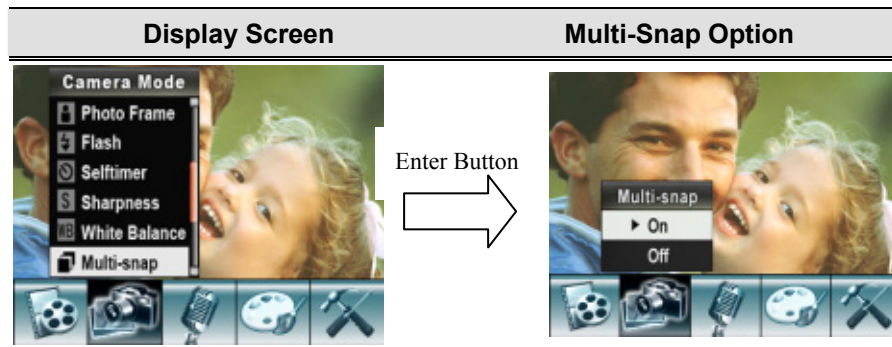 Display Screen Multi-Snap Option
Camera Mode
Photo Frame
Flash
Selftimer
S Sharpness
WB White Balance
Multi-snap
Enter Button
Multi-snap
On
Off